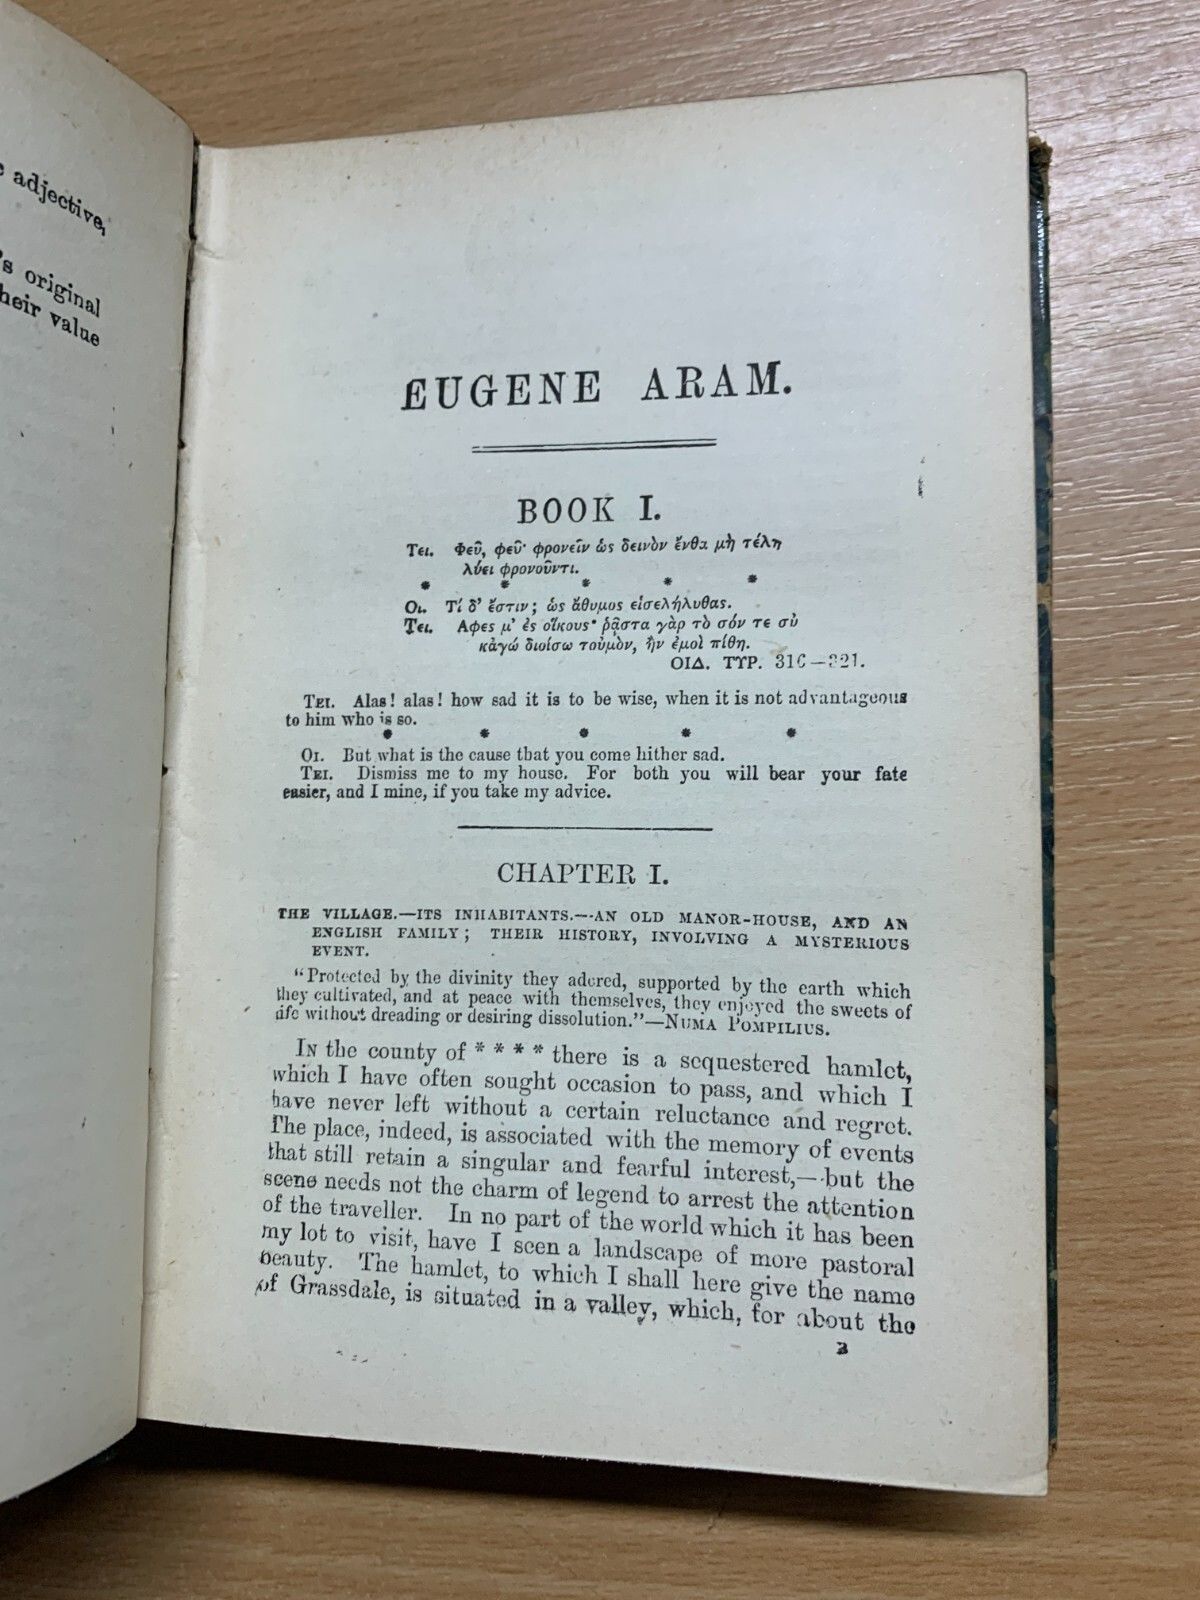 adjective,
's original
heir value
EUGENE ARAM.
BOOK I.
Τει. Φεῦ, φεῦ· φρονεῖν ὡς δεινὸν ἔνθα μὴ τέλη
λύει φρονοῦντι.
* * * * *
Οι. Τί δ' ἔστιν; ὡς ἄθυμος εἰσελήλυθας.
Τει. Αφες μ' ἐς οἴκους· ῥᾷστα γὰρ τὸ σόν τε σὺ
κἀγώ διοίσω τοὐμὸν, ἢν ἐμοὶ πίθῃ.
ΟΙΔ. ΤΥΡ. 316—321.
TEI. Alas! alas! how sad it is to be wise, when it is not advantageous
to him who is so.
* * * * *
OI. But what is the cause that you come hither sad.
TEI. Dismiss me to my house. For both you will bear your fate
easier, and I mine, if you take my advice.
CHAPTER I.
THE VILLAGE.—ITS INHABITANTS.—AN OLD MANOR-HOUSE, AND AN
ENGLISH FAMILY; THEIR HISTORY, INVOLVING A MYSTERIOUS
EVENT.
"Protected by the divinity they adored, supported by the earth which
they cultivated, and at peace with themselves, they enjoyed the sweets of
life without dreading or desiring dissolution."—NUMA POMPILIUS.
IN the county of * * * * there is a sequestered hamlet,
which I have often sought occasion to pass, and which I
have never left without a certain reluctance and regret.
The place, indeed, is associated with the memory of events
that still retain a singular and fearful interest,—but the
scene needs not the charm of legend to arrest the attention
of the traveller. In no part of the world which it has been
my lot to visit, have I seen a landscape of more pastoral
beauty. The hamlet, to which I shall here give the name
of Grassdale, is situated in a valley, which, for about the